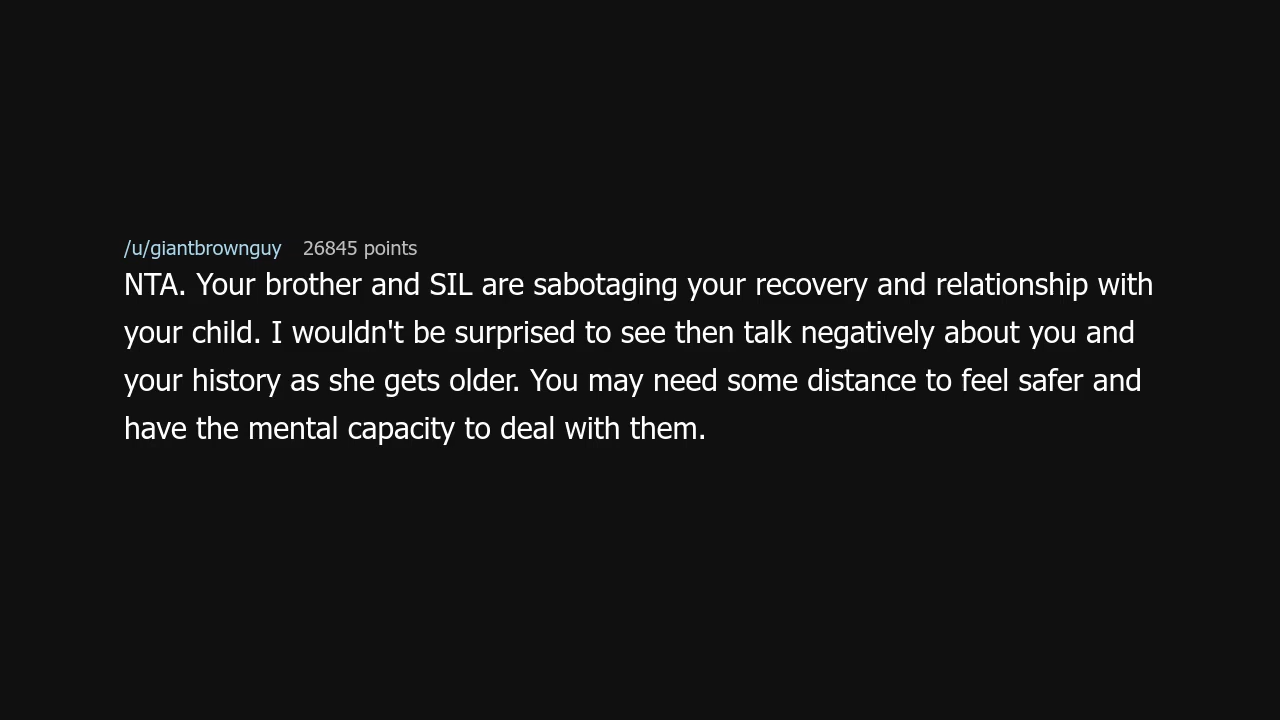 /u/giantbrownguy 26845 points
NTA. Your brother and SIL are sabotaging your recovery and relationship with
your child. I wouldn't be surprised to see then talk negatively about you and
your history as she gets older. You may need some distance to feel safer and
have the mental capacity to deal with them.